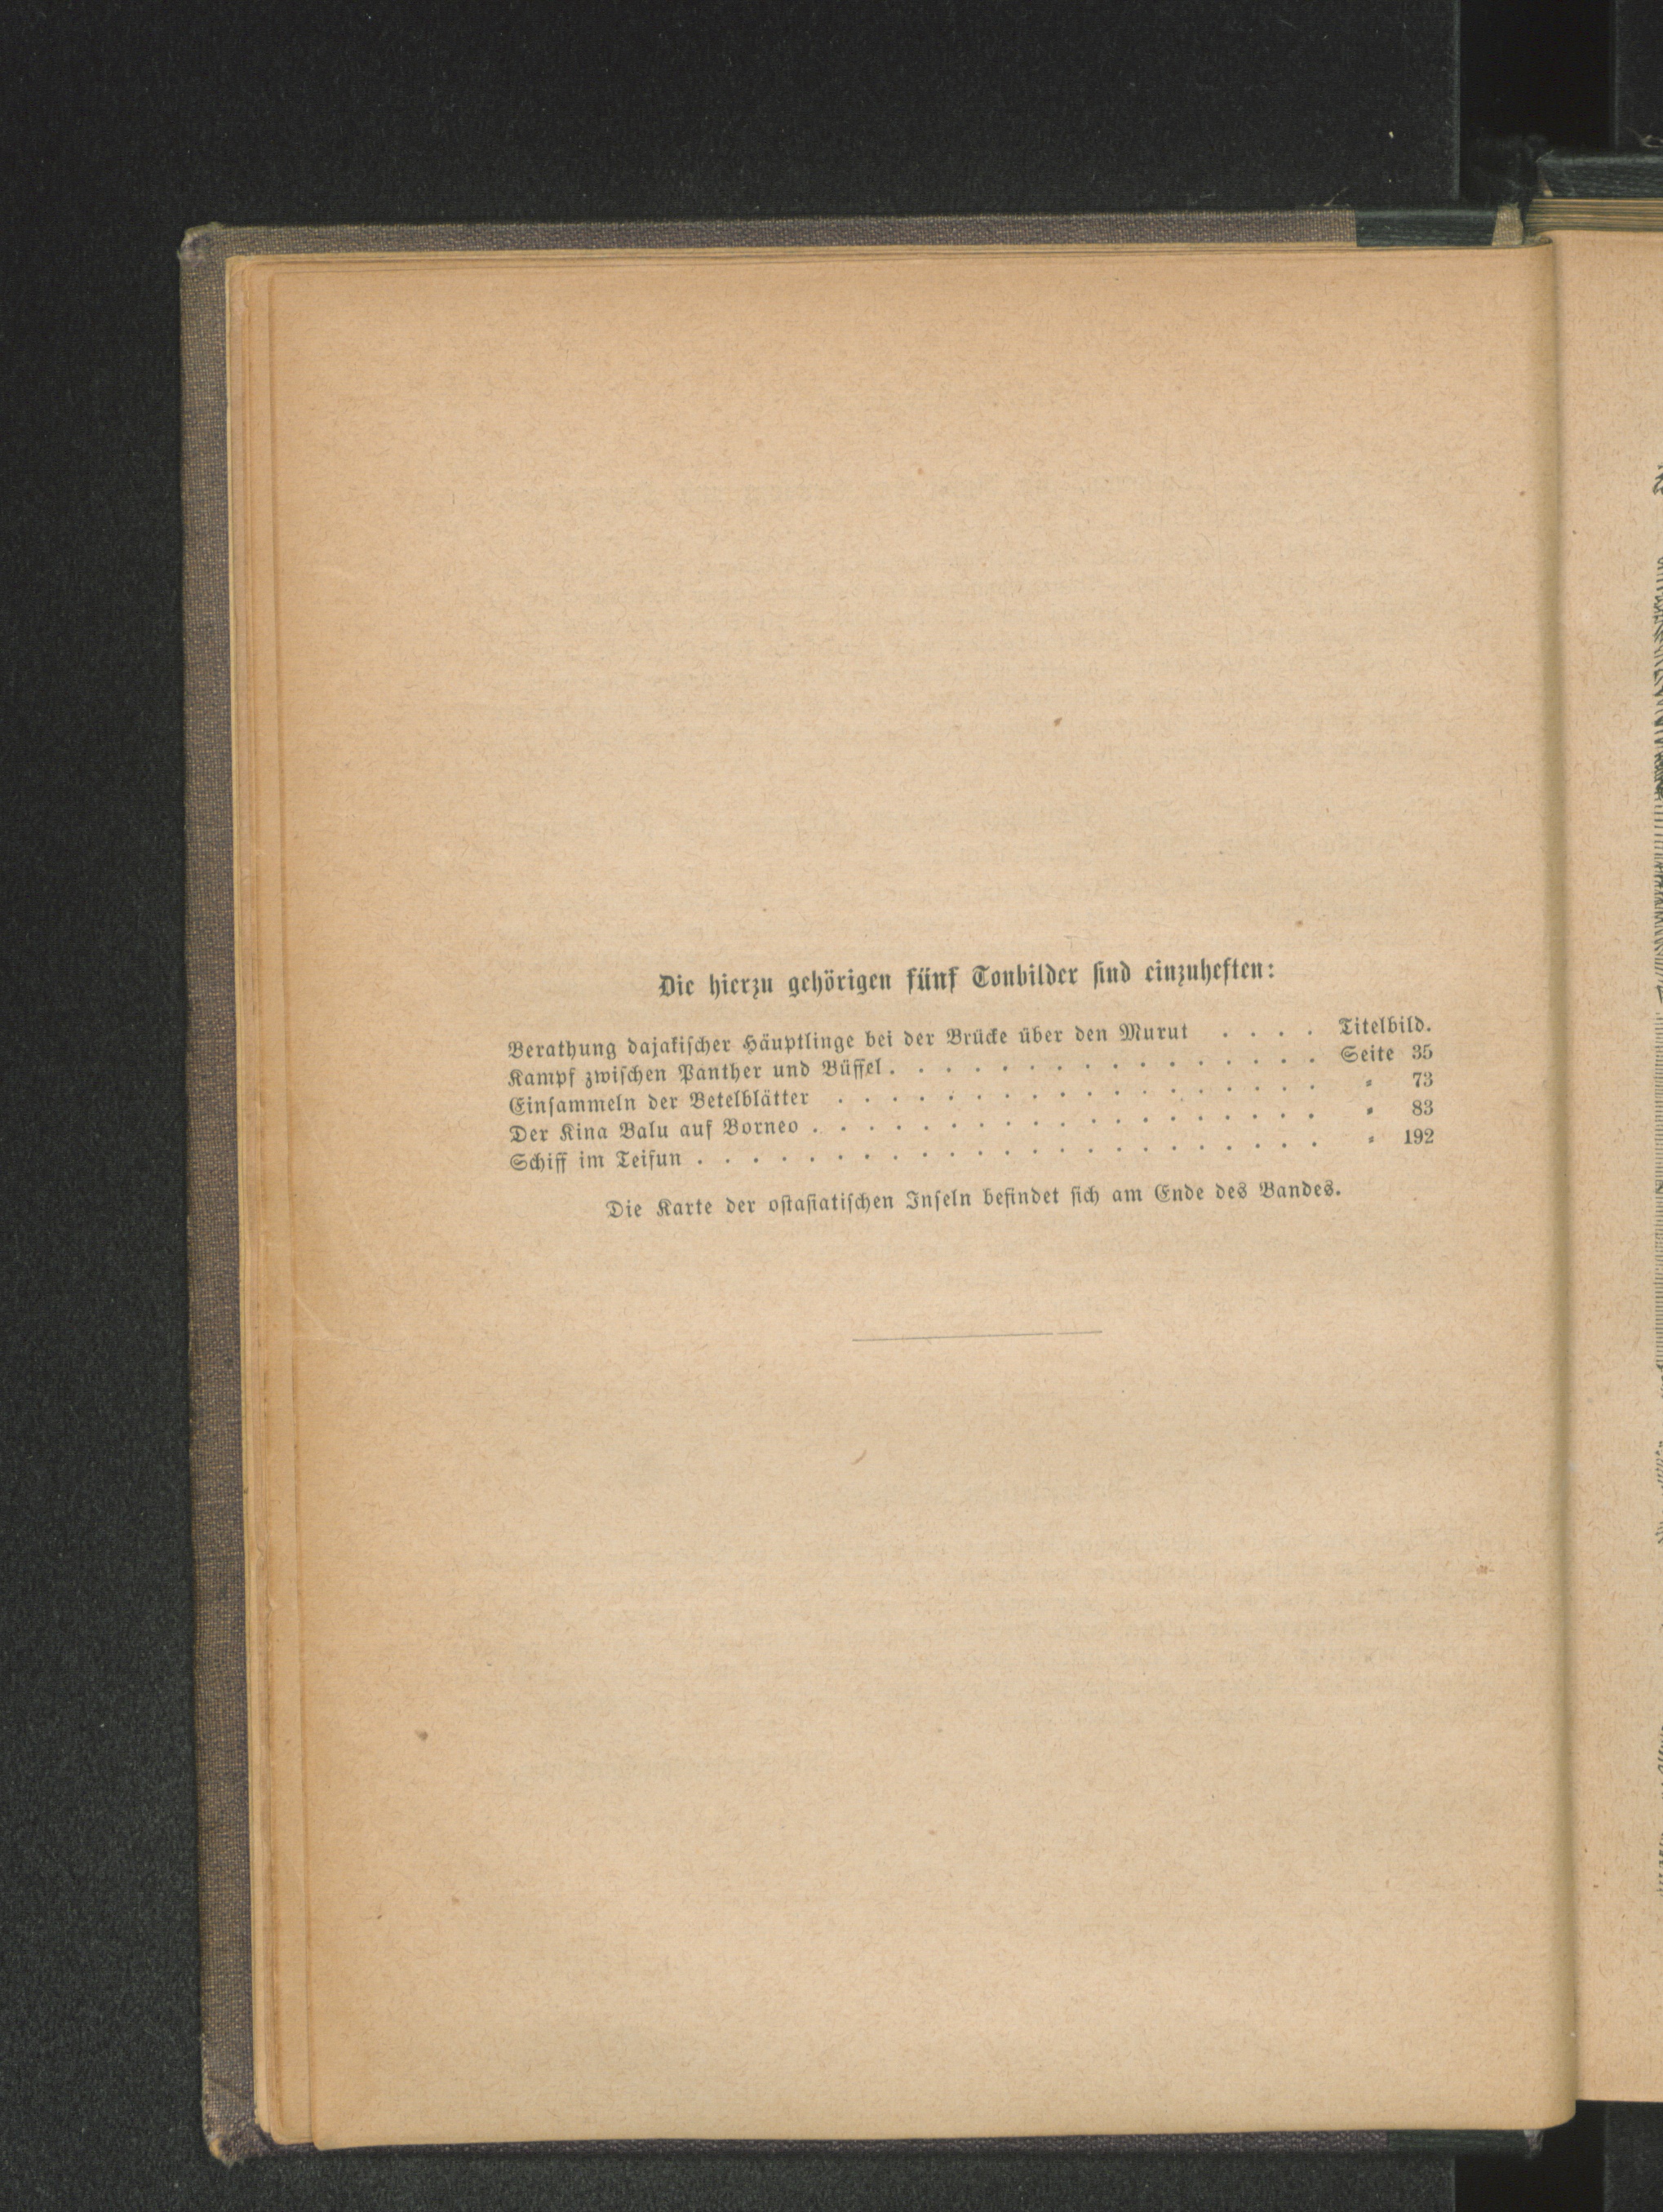 Die hierzu gehörigen fünf Tonbilder sind einzuheften:
Berathung dajakischer Häuptlinge bei der Brücke über den Murut . . . . Titelbild.
Kampf zwischen Panther und Büffel . . . . . . . . . . . . . . . . Seite 35
Einsammeln der Betelblätter . . . . . . . . . . . . . . . . . . „ 73
Der Kina Balu auf Borneo . . . . . . . . . . . . . . . . . . . „ 83
Schiff im Teifun . . . . . . . . . . . . . . . . . . . . . . . „ 192
Die Karte der ostasiatischen Inseln befindet sich am Ende des Bandes.